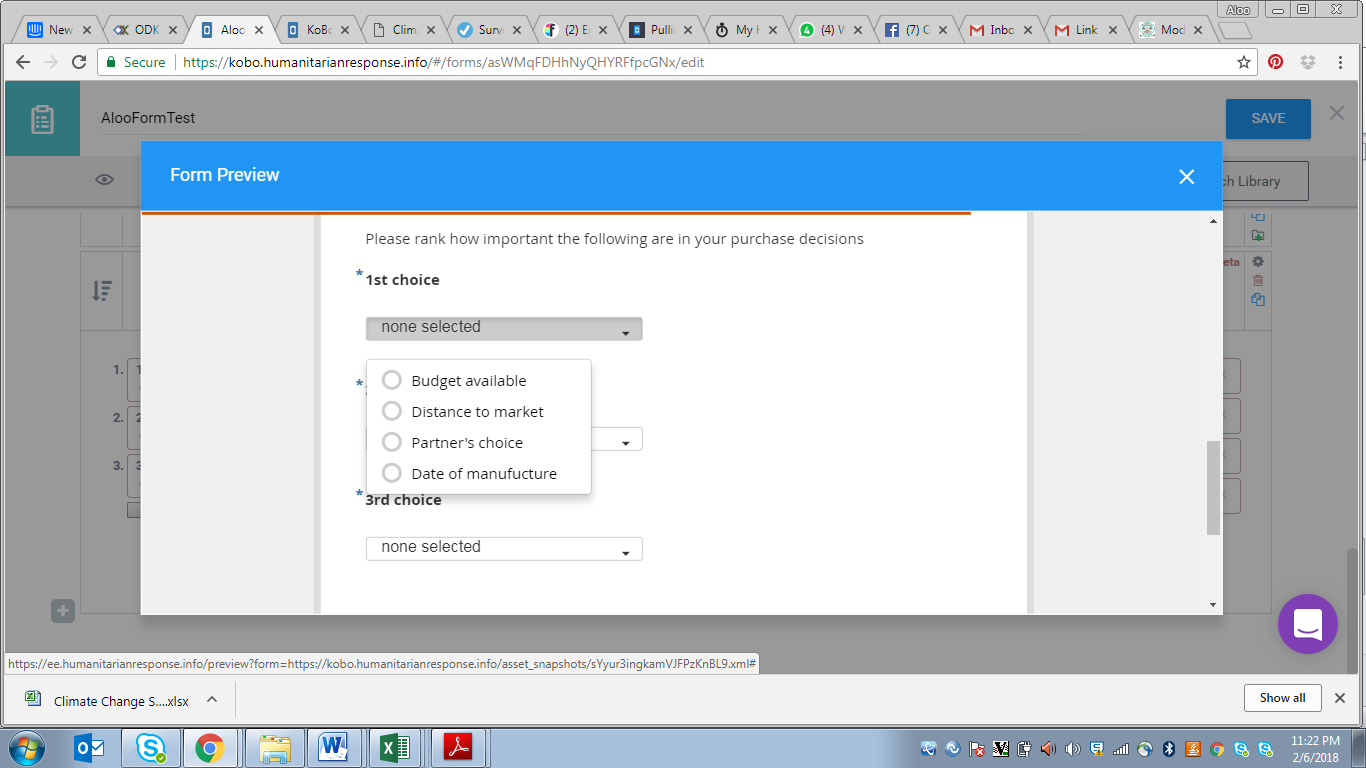 Aloo
New
ODK
Aloo
KoBo
Clim
Surv
(2) E
Pulli
My H
(4) W
(7) C
Inbo
Link
Mod
Secure
https://kobo.humanitarianresponse.info/#/forms/asWMqFDHhNyQHYRFfpcGNx/edit
AlooFormTest
SAVE
Form Preview
ch Library
Please rank how important the following are in your purchase decisions
eta
* 1st choice
none selected
Budget available
1.
*
Distance to market
2.
Partner's choice
3.
Date of manufucture
* 3rd choice
none selected
https://ee.humanitarianresponse.info/preview?form=https://kobo.humanitarianresponse.info/asset_snapshots/sYyur3ingkamVJFPzKnBL9.xml#
Climate Change S....xlsx
Show all
11:22 PM
2/6/2018